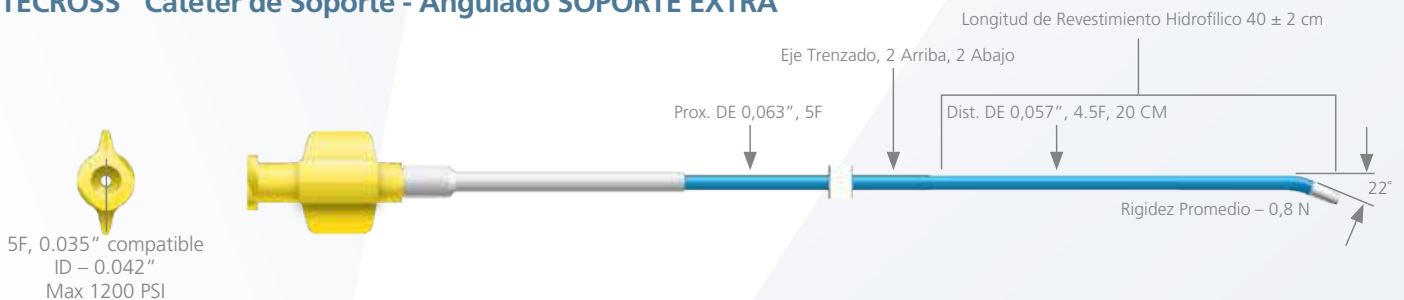 TECROSS Catéter de Soporte - Angulado SOPORTE EXTRA
Longitud de Revestimiento Hidrofílico 40 ± 2 cm
Eje Trenzado, 2 Arriba, 2 Abajo
Prox. DE 0,063”, 5F
Dist. DE 0,057”, 4.5F, 20 CM
22°
Rigidez Promedio – 0,8 N
5F, 0.035” compatible
ID – 0.042”
Max 1200 PSI